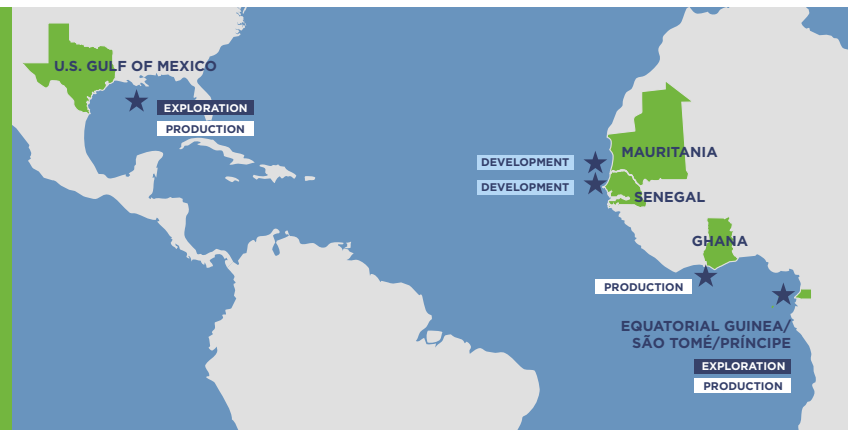 U.S. GULF OF MEXICO
EXPLORATION
PRODUCTION
DEVELOPMENT
MAURITANIA
DEVELOPMENT
SENEGAL
GHANA
PRODUCTION
EQUATORIAL GUINEA/
SÃO TOMÉ/PRÍNCIPE
EXPLORATION
PRODUCTION